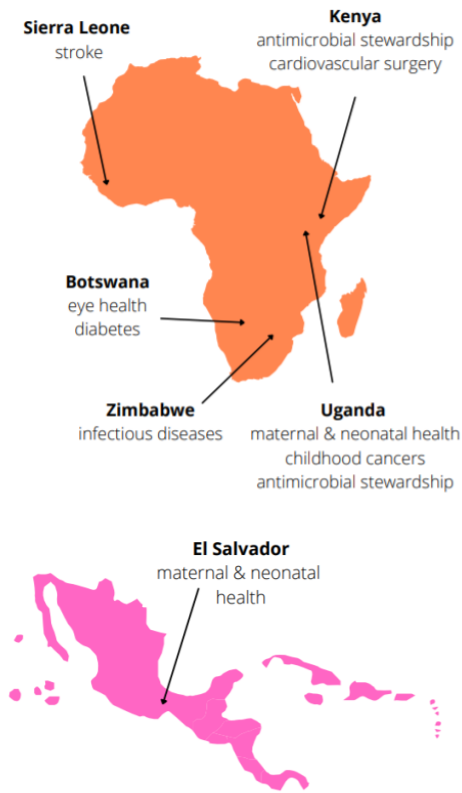 Sierra Leone
stroke
Kenya
antimicrobial stewardship
cardiovascular surgery
Botswana
eye health
diabetes
Zimbabwe
infectious diseases
Uganda
maternal & neonatal health
childhood cancers
antimicrobial stewardship
El Salvador
maternal & neonatal
health